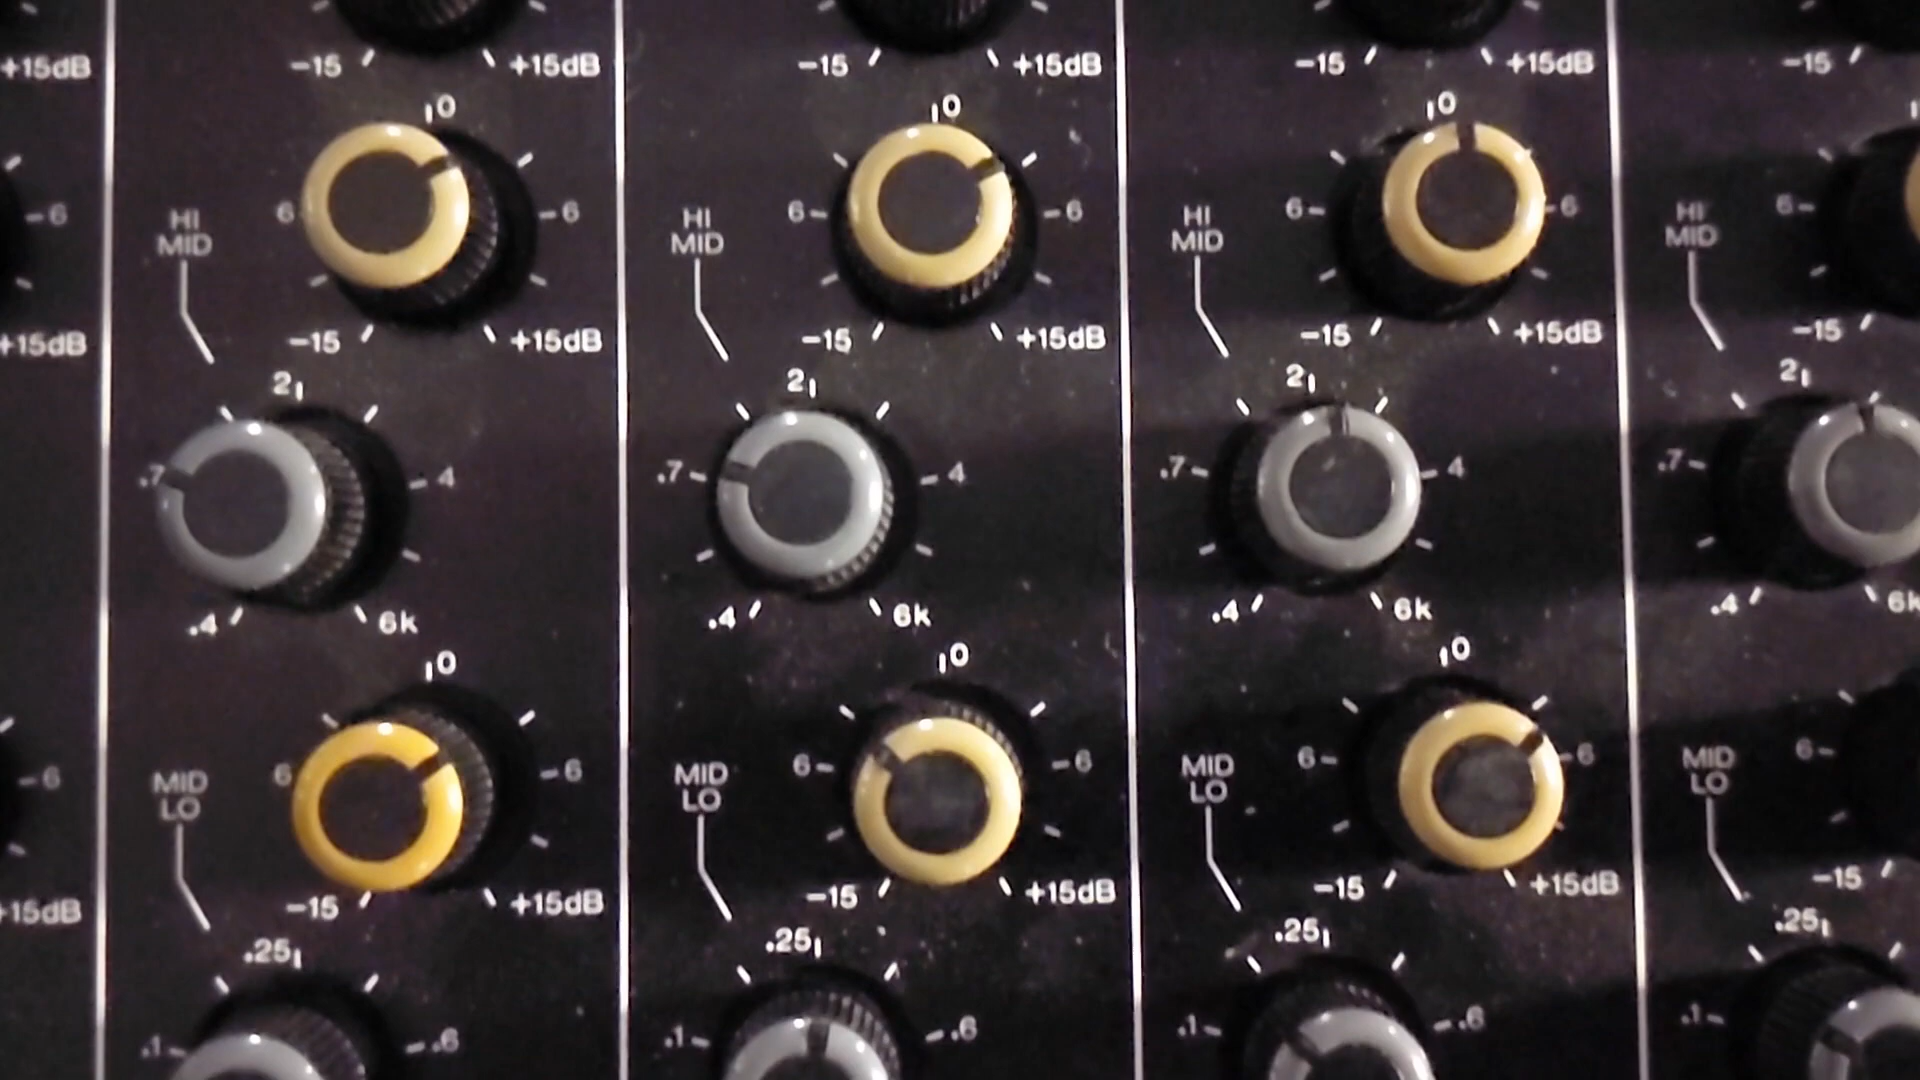 +15dB -15 +15dB -15 +15dB -15 +15dB -15
0 0 0
-6 6 -6 6- -6 6- -6 6-
HI MID HI MID HI MID HI MID
+15dB -15 +15dB -15 +15dB -15 +15dB -15
2 2 2 2
.7 -4 .7- -4 .7- -4 .7-
.4 6k .4 6k .4 6k .4 6k
0 0 0
-6 6 -6 6- -6 6- -6 6-
MID LO MID LO MID LO MID LO
+15dB -15 +15dB -15 +15dB -15 +15dB -15
.25 .25 .25 .25
.1- -.6 .1- -.6 .1- -.6 .1-